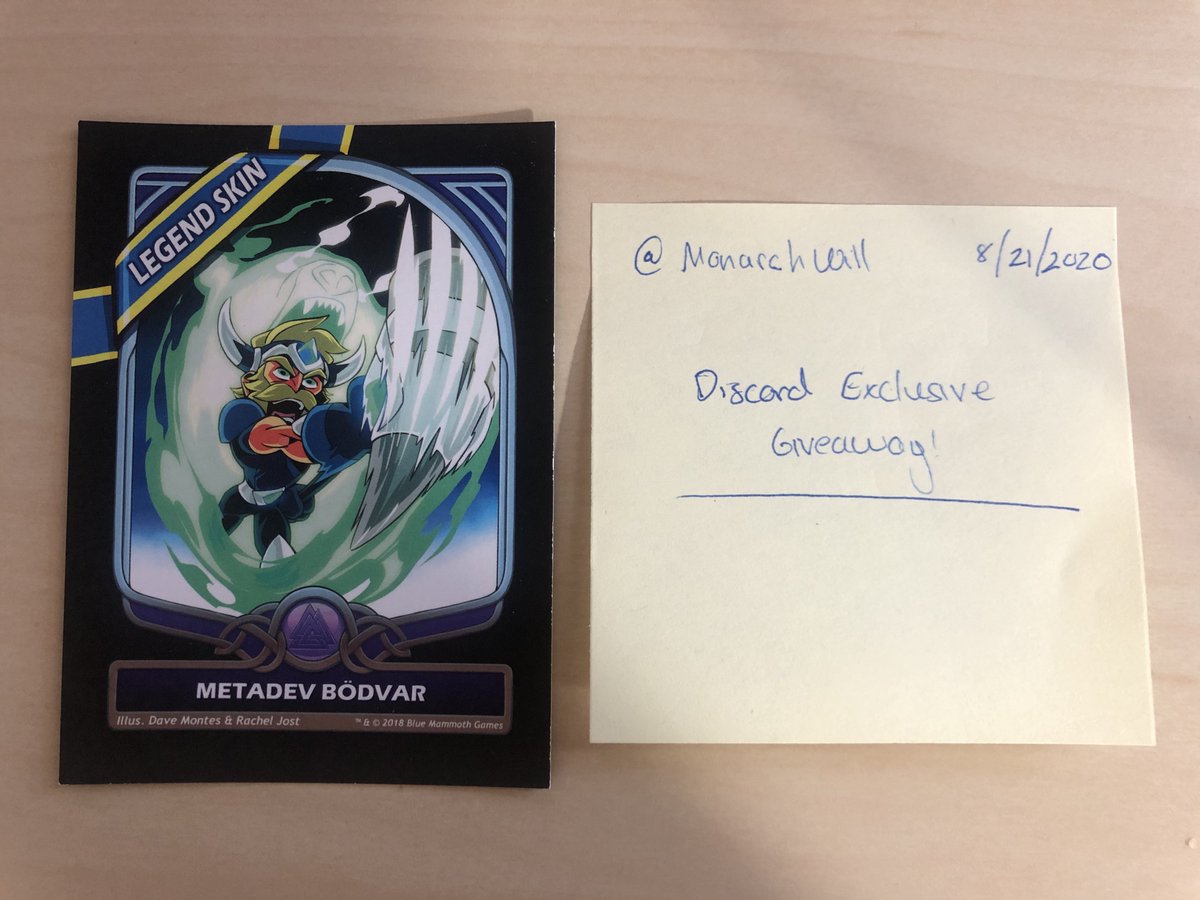 LEGEND SKIN
METADEV BÖDVAR
Illus. Dave Montes & Rachel Jost
™ & © 2018 Blue Mammoth Games
@MonarchWill
8/21/2020
Discord Exclusive
Giveaway!